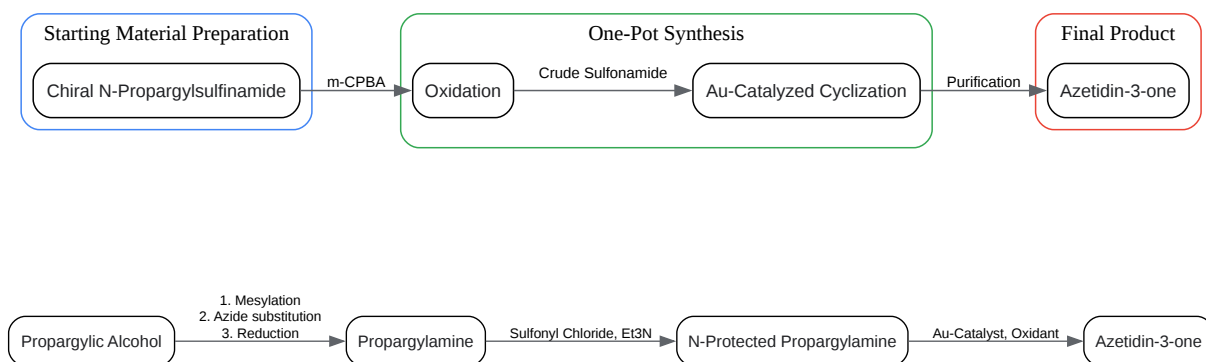 Starting Material Preparation
One-Pot Synthesis
Final Product
Chiral N-Propargylsulfinamide
m-CPBA
Oxidation
Crude Sulfonamide
Au-Catalyzed Cyclization
Purification
Azetidin-3-one
Propargylic Alcohol
1. Mesylation
2. Azide substitution
3. Reduction
Propargylamine
Sulfonyl Chloride, Et3N
N-Protected Propargylamine
Au-Catalyst, Oxidant
Azetidin-3-one